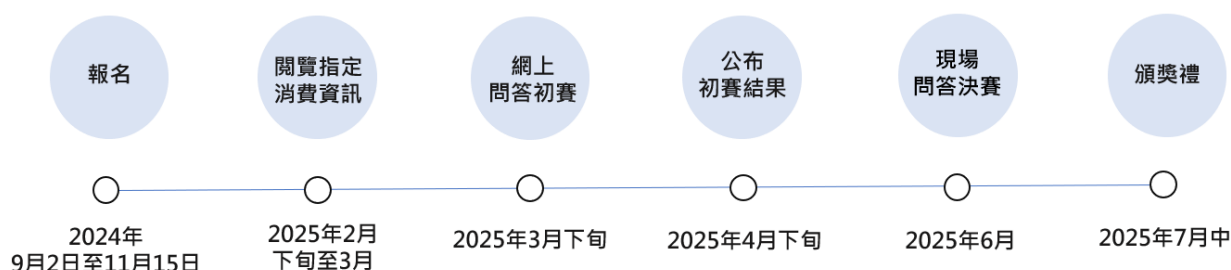 報名
閱覽指定
消費資訊
網上
問答初賽
公布
初賽結果
現場
問答決賽
頒獎禮
2024年
9月2日至11月15日
2025年2月
下旬至3月
2025年3月下旬
2025年4月下旬
2025年6月
2025年7月中